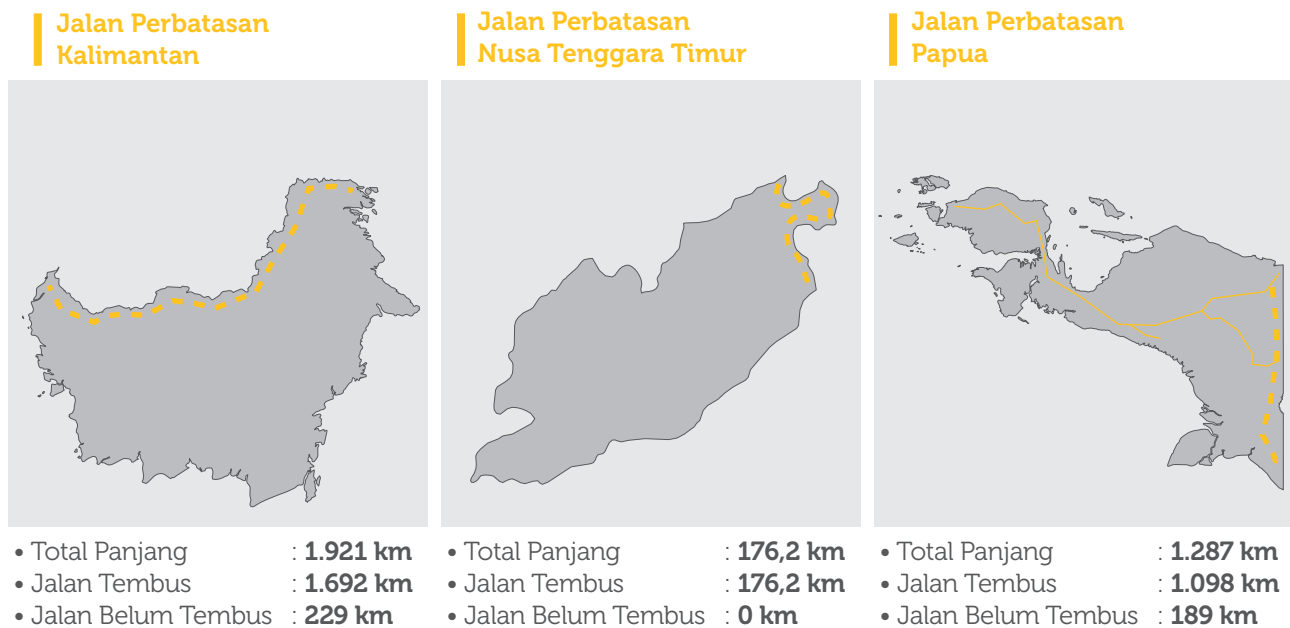 Jalan Perbatasan
Kalimantan
• Total Panjang : 1.921 km
• Jalan Tembus : 1.692 km
• Jalan Belum Tembus : 229 km
Jalan Perbatasan
Nusa Tenggara Timur
• Total Panjang : 176,2 km
• Jalan Tembus : 176,2 km
• Jalan Belum Tembus : 0 km
Jalan Perbatasan
Papua
• Total Panjang : 1.287 km
• Jalan Tembus : 1.098 km
• Jalan Belum Tembus : 189 km